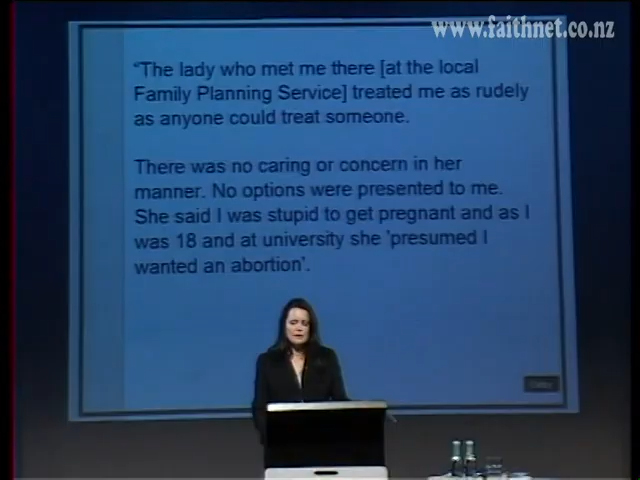 www.faithnet.co.nz
"The lady who met me there [at the local
Family Planning Service] treated me as rudely
as anyone could treat someone.
There was no caring or concern in her
manner. No options were presented to me.
She said I was stupid to get pregnant and as I
was 18 and at university she 'presumed I
wanted an abortion'.